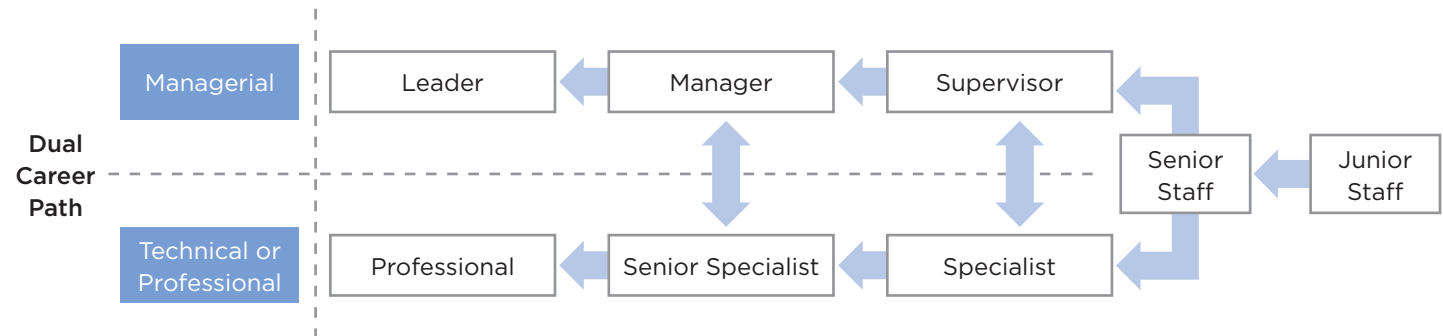 Managerial
Leader
Manager
Supervisor
Dual
Career
Path
Senior
Staff
Junior
Staff
Technical or
Professional
Professional
Senior Specialist
Specialist